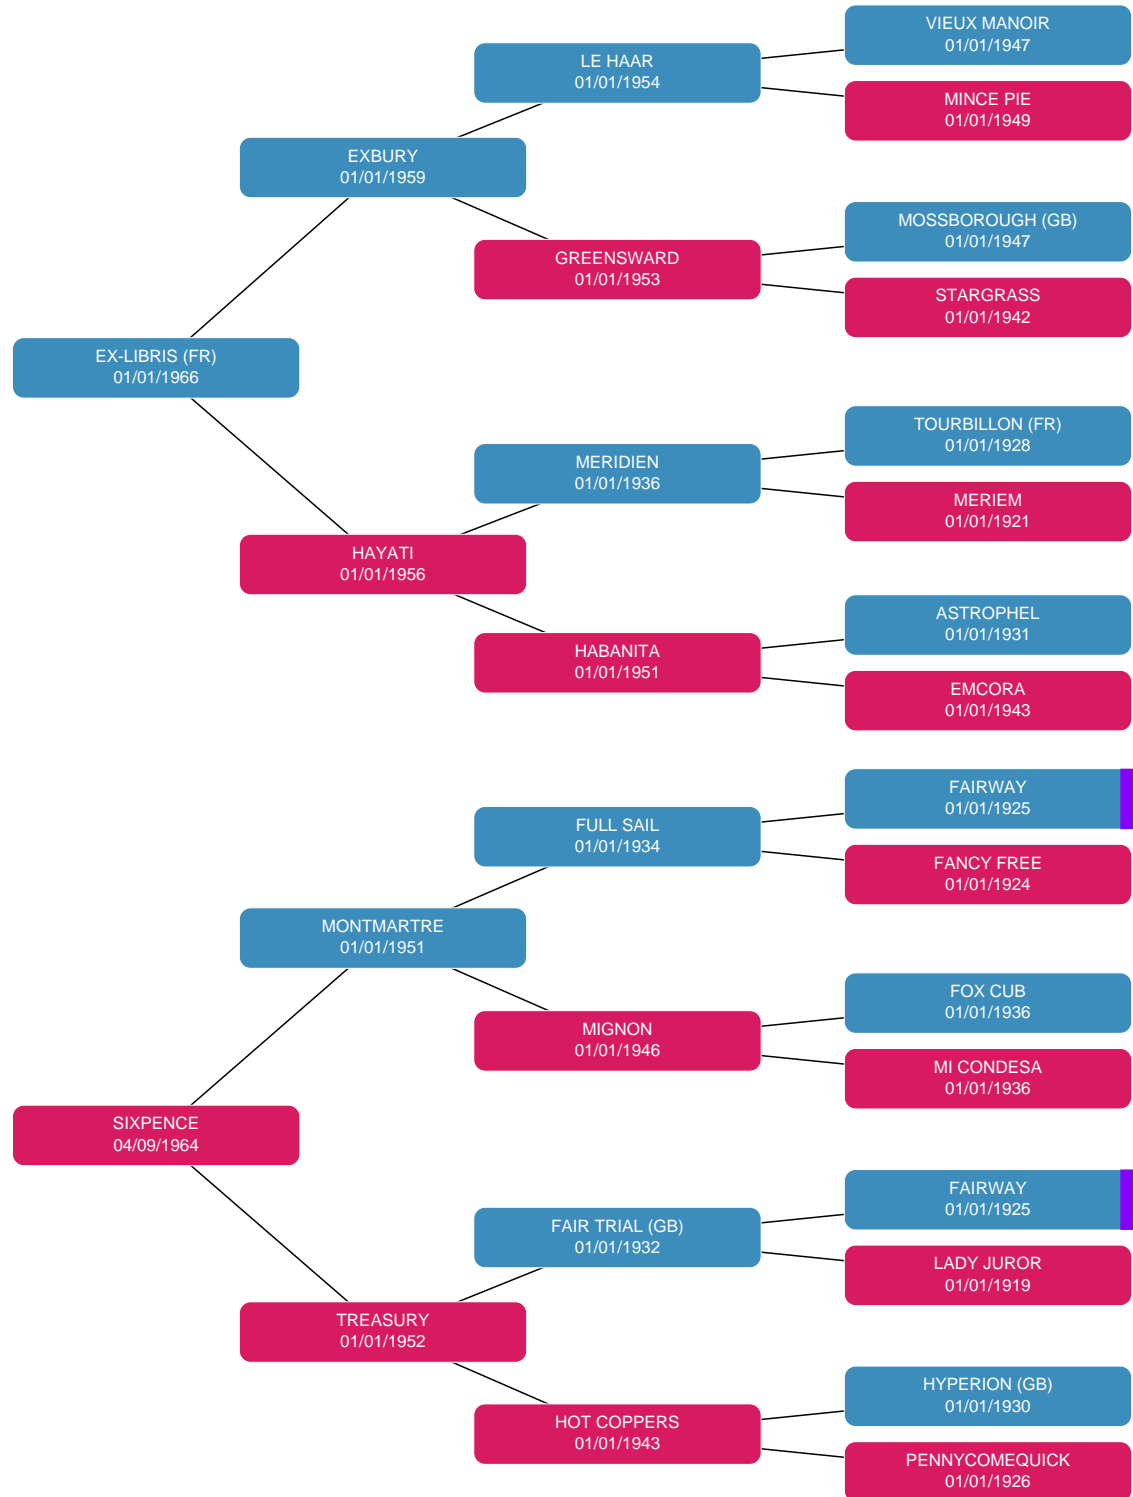 VIEUX MANOIR
01/01/1947
LE HAAR
01/01/1954
MINCE PIE
01/01/1949
EXBURY
01/01/1959
MOSSBOROUGH (GB)
01/01/1947
GREENSWARD
01/01/1953
STARGRASS
01/01/1942
EX-LIBRIS (FR)
01/01/1966
TOURBILLON (FR)
01/01/1928
MERIDIEN
01/01/1936
MERIEM
01/01/1921
HAYATI
01/01/1956
ASTROPHEL
01/01/1931
HABANITA
01/01/1951
EMCORA
01/01/1943
FAIRWAY
01/01/1925
FULL SAIL
01/01/1934
FANCY FREE
01/01/1924
MONTMARTRE
01/01/1951
FOX CUB
01/01/1936
MIGNON
01/01/1946
MI CONDESA
01/01/1936
SIXPENCE
04/09/1964
FAIRWAY
01/01/1925
FAIR TRIAL (GB)
01/01/1932
LADY JUROR
01/01/1919
TREASURY
01/01/1952
HYPERION (GB)
01/01/1930
HOT COPPERS
01/01/1943
PENNYCOMEQUICK
01/01/1926